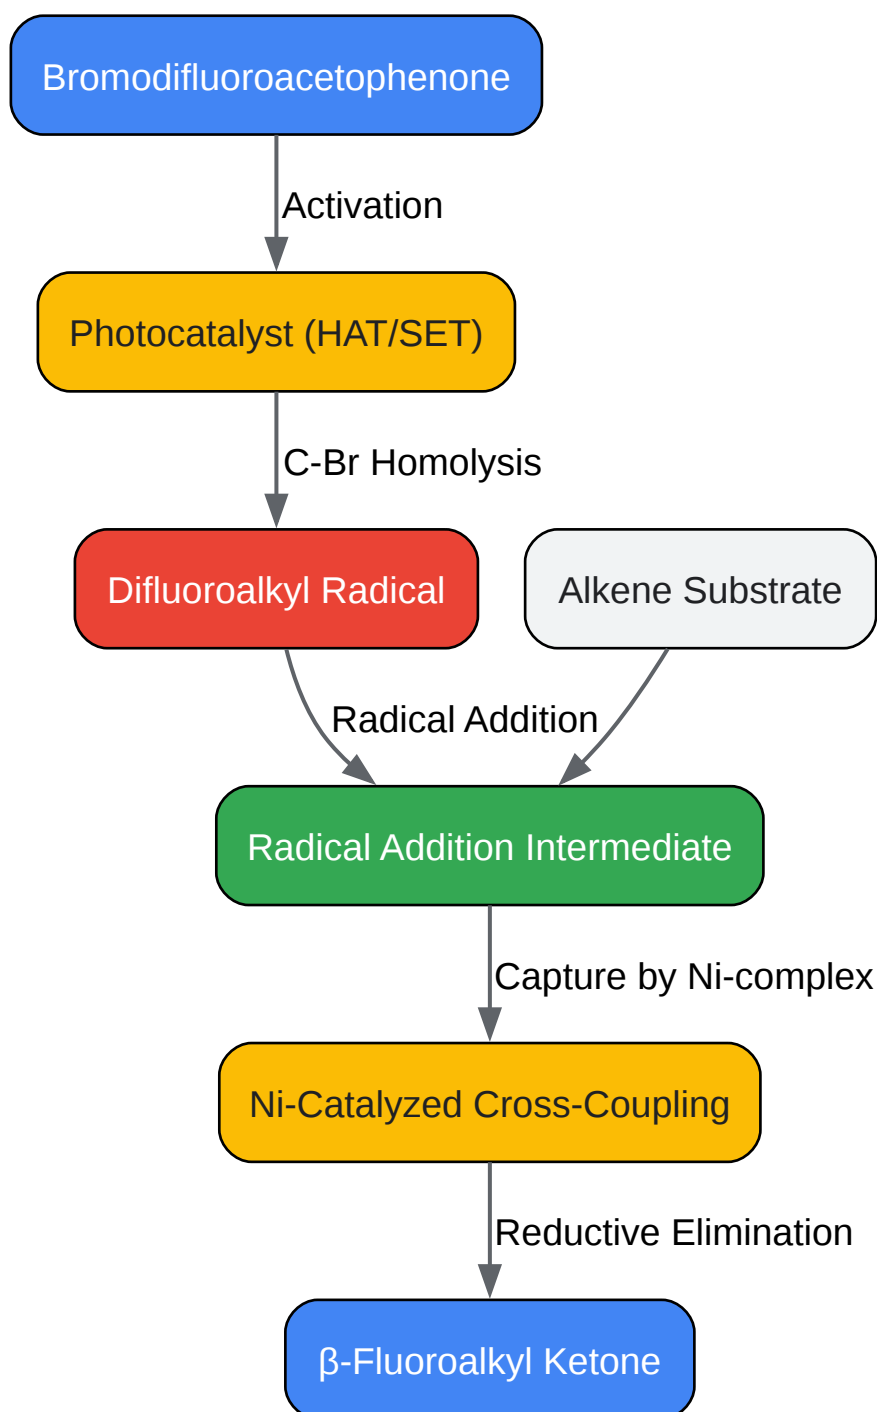 Bromodifluoroacetophenone
Activation
Photocatalyst (HAT/SET)
C-Br Homolysis
Difluoroalkyl Radical
Alkene Substrate
Radical Addition
Radical Addition Intermediate
Capture by Ni-complex
Ni-Catalyzed Cross-Coupling
Reductive Elimination
β-Fluoroalkyl Ketone